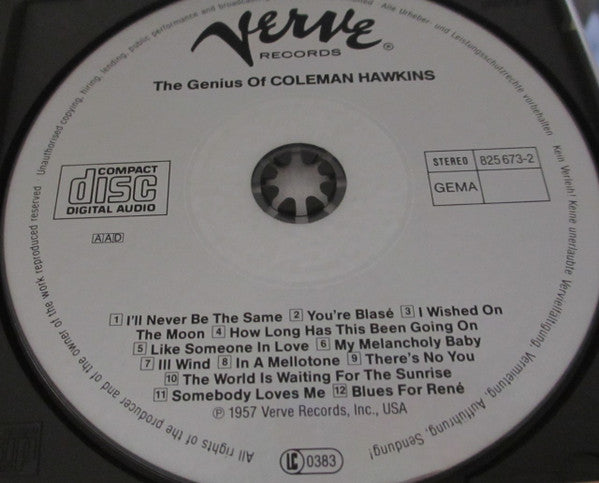 Verve
RECORDS ®
The Genius Of COLEMAN HAWKINS
COMPACT
disc
DIGITAL AUDIO
AAD
STEREO 825 673-2
GEMA
1 I'll Never Be The Same 2 You're Blasé 3 I Wished On
The Moon 4 How Long Has This Been Going On
5 Like Someone In Love 6 My Melancholy Baby
7 Ill Wind 8 In A Mellotone 9 There's No You
10 The World Is Waiting For The Sunrise
11 Somebody Loves Me 12 Blues For René
℗ 1957 Verve Records, Inc., USA
LC 0383
All rights of the producer and of the owner of the work reproduced reserved Unauthorised copying, hiring, lending, public performance and broadcasting Alle Urheber- und Leistungsschutzrechte vorbehalten Kein Verleih! Keine unerlaubte Vervielfältigung, Vermietung, Aufführung, Sendung!